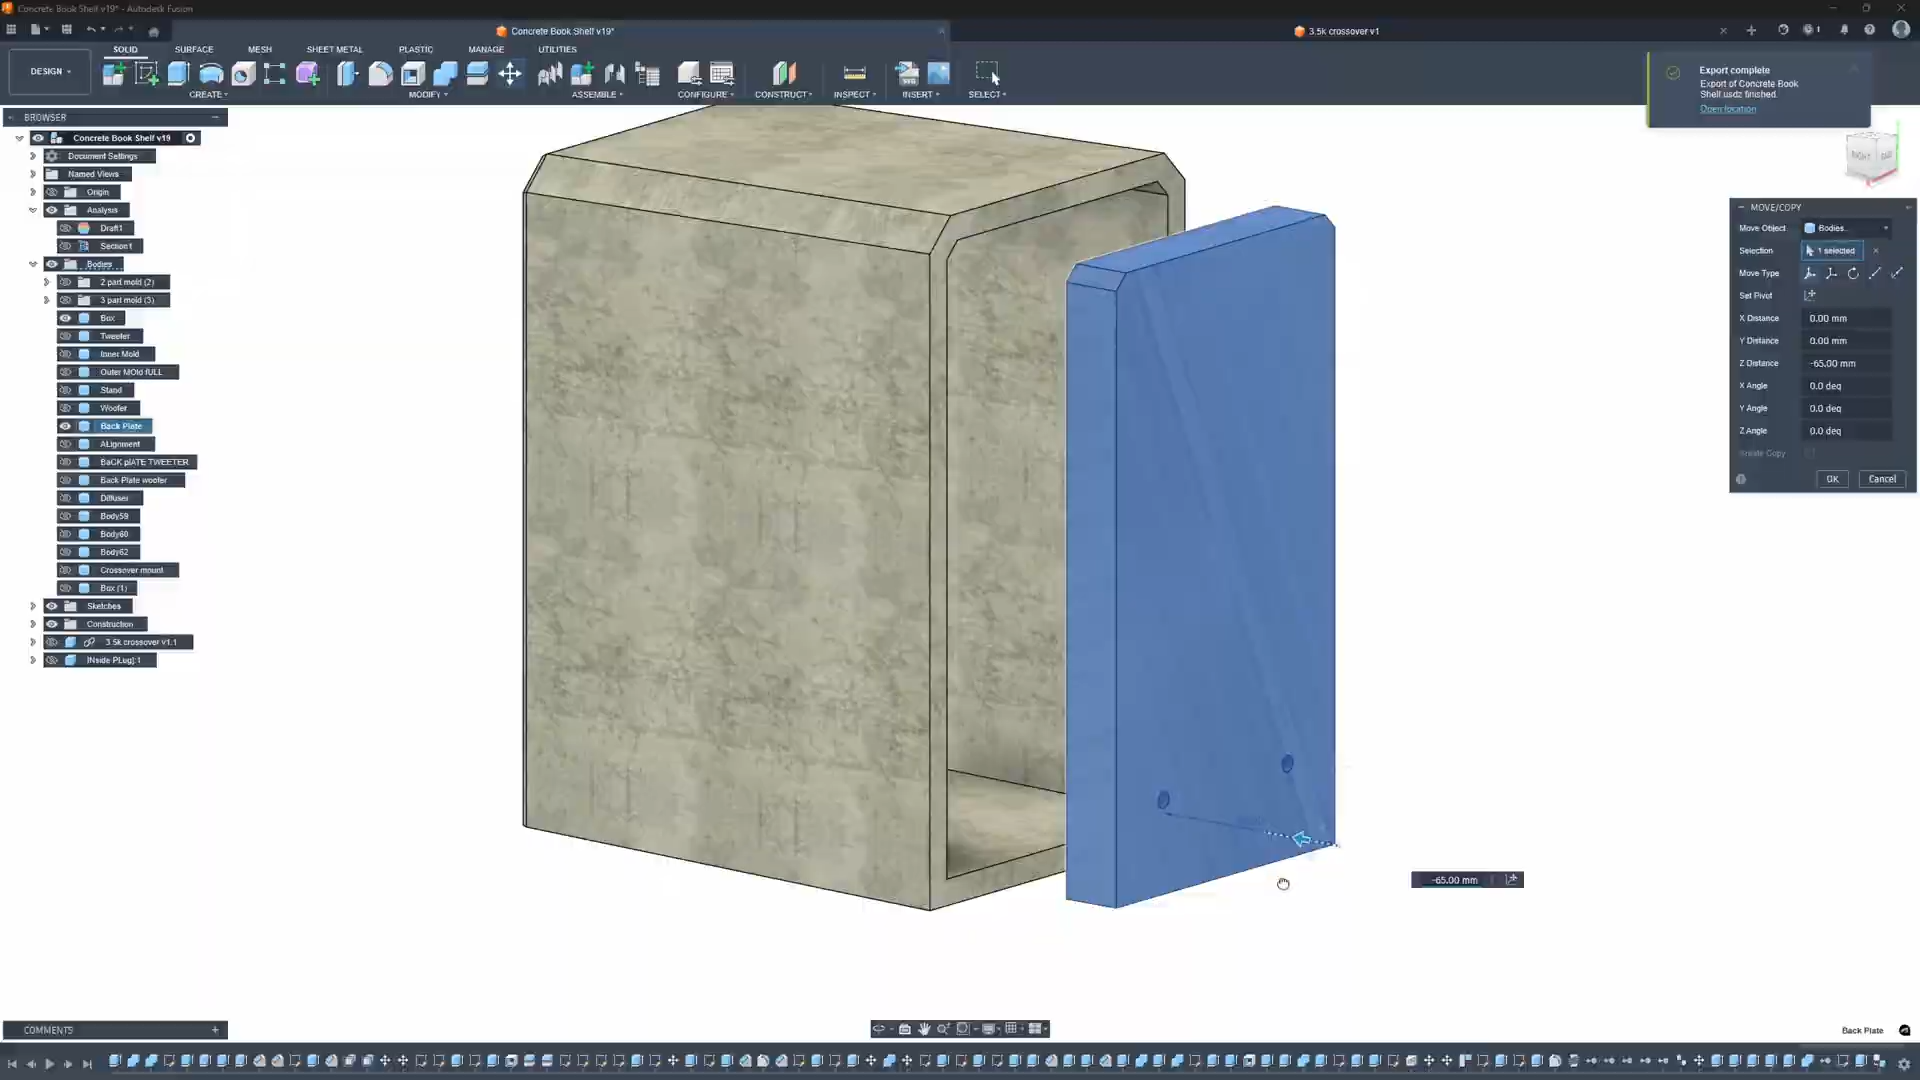 Concrete Book Shelf v19* - Autodesk Fusion
Concrete Book Shelf v19*
3.5k crossover v1
SOLID
SURFACE
MESH
SHEET METAL
PLASTIC
MANAGE
UTILITIES
DESIGN
CREATE
MODIFY
ASSEMBLE
CONFIGURE
CONSTRUCT
INSPECT
INSERT
SELECT
Export complete
Export of Concrete Book
Shelf usdz finished.
Open location
BROWSER
Concrete Book Shelf v19
Document Settings
Named Views
Origin
Analysis
Draft1
Section1
Bodies
2 part mold (2)
3 part mold (3)
Box
Tweeter
Inner Mold
Outer MOld fULL
Stand
Woofer
Back Plate
ALignment
BaCK plATE TWEETER
Back Plate woofer
Diffuser
Body59
Body60
Body62
Crossover mount
Box (1)
Sketches
Construction
3.5k crossover v1:1
INside PLug):1
RIGHT
MOVE/COPY
Move Object
Bodies
Selection
1 selected
Move Type
Set Pivot
X Distance
0.00 mm
Y Distance
0.00 mm
Z Distance
-65.00 mm
X Angle
0.0 deg
Y Angle
0.0 deg
Z Angle
0.0 deg
Create Copy
OK
Cancel
-65.00 mm
COMMENTS
Back Plate